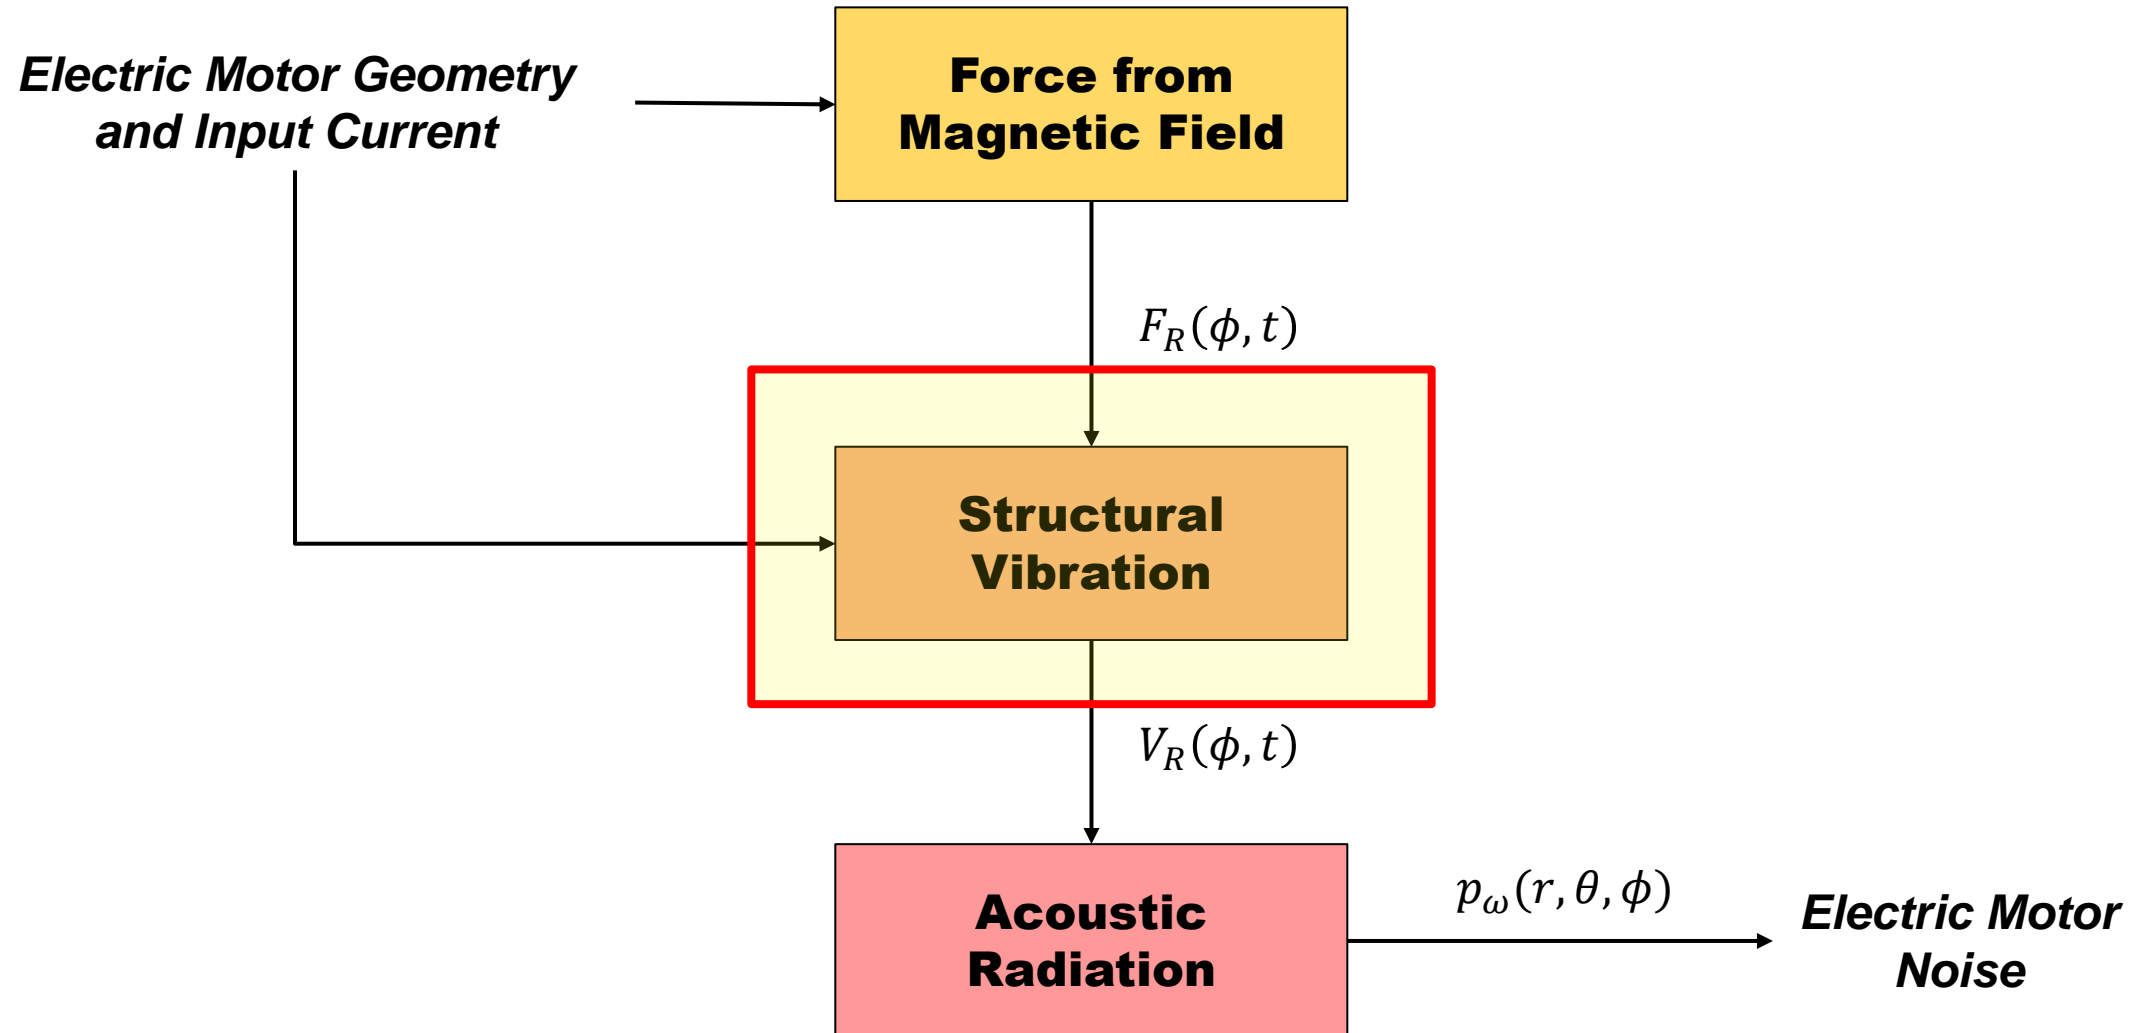 Electric Motor Geometry
and Input Current
Force from
Magnetic Field
F_R(ϕ, t)
Structural
Vibration
V_R(ϕ, t)
Acoustic
Radiation
p_ω(r, θ, ϕ)
Electric Motor
Noise